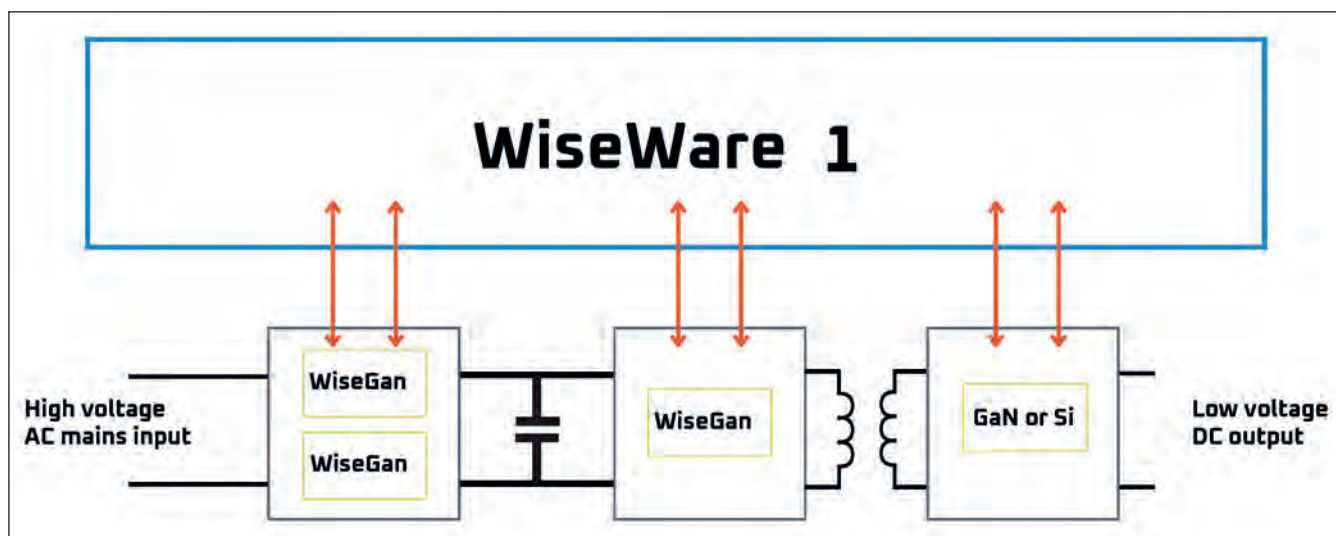 WiseWare 1
WiseGan
WiseGan
WiseGan
GaN or Si
High voltage
AC mains input
Low voltage
DC output